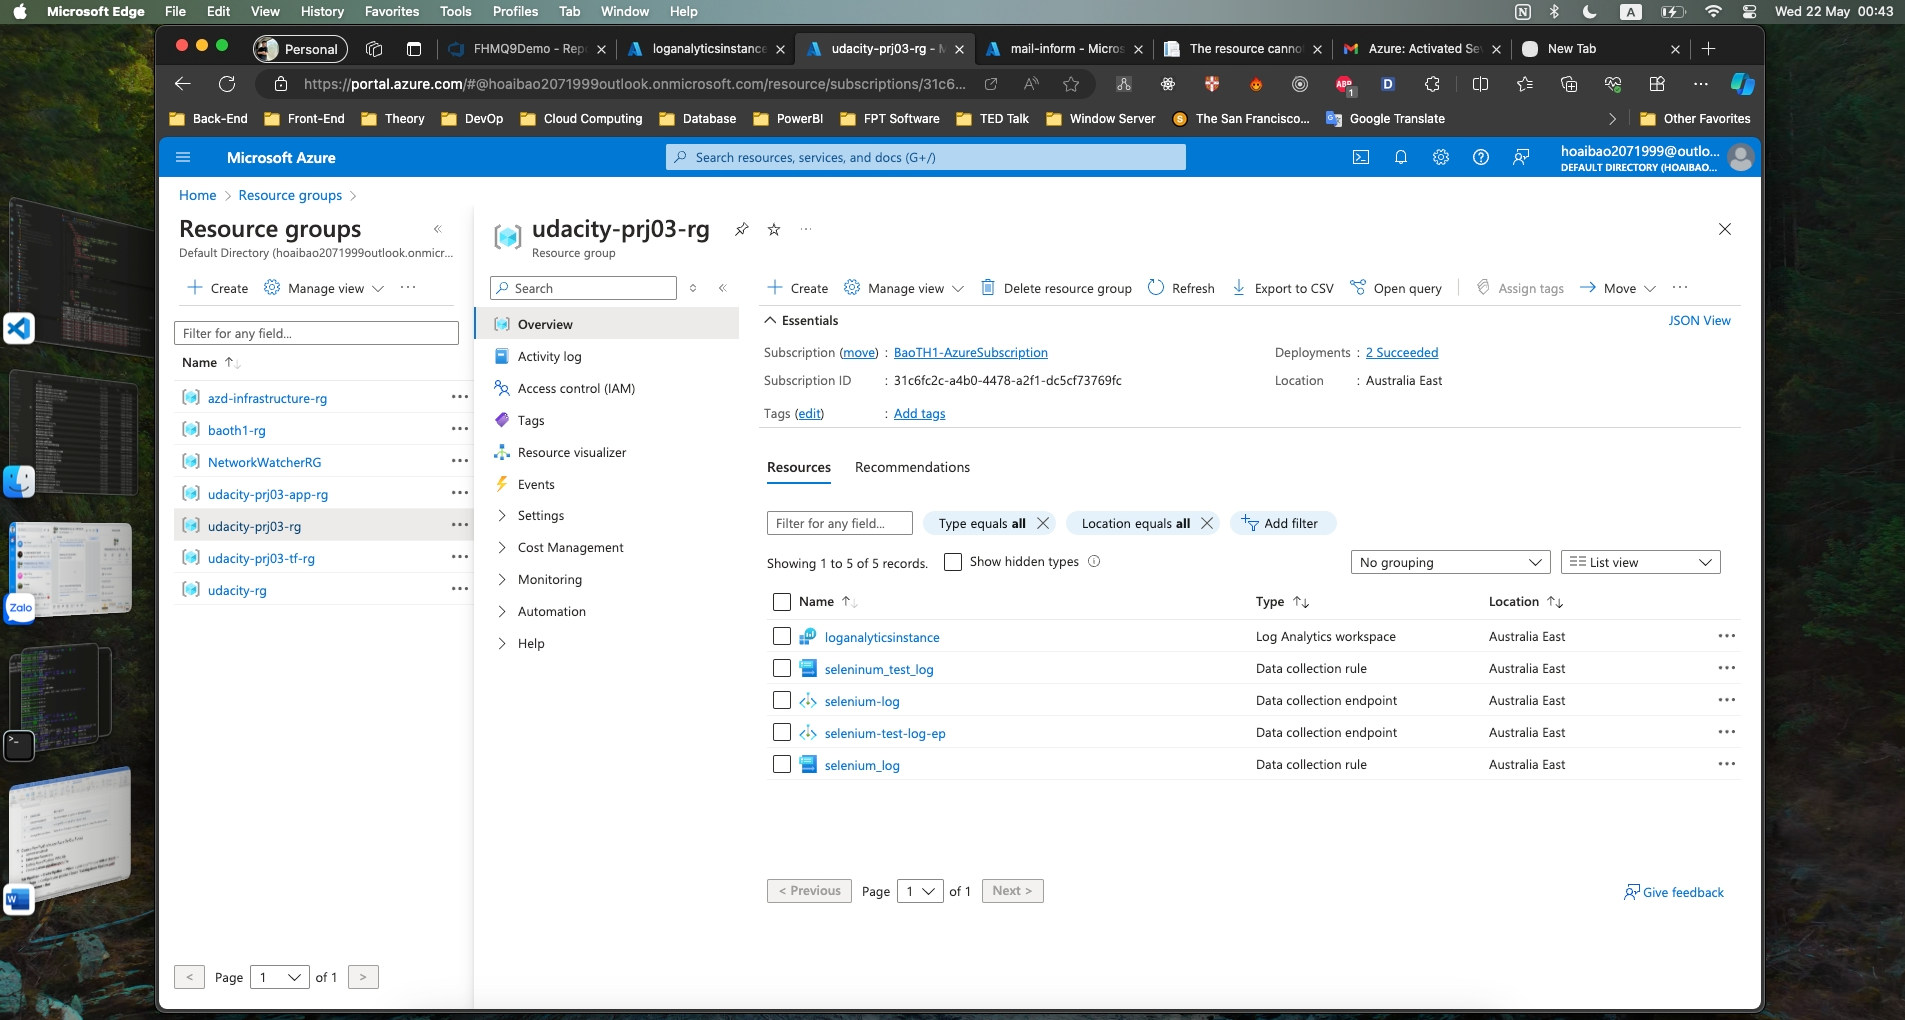 Microsoft Edge File Edit View History Favorites Tools Profiles Tab Window Help A Wed 22 May 00:43
Personal FHMQ9Demo - Rep loganalyticsinstance udacity-prj03-rg - M mail-inform - Micros The resource canno Azure: Activated Se New Tab
https://portal.azure.com/#@hoaibao2071999outlook.onmicrosoft.com/resource/subscriptions/31c6... ABP 1 D
Back-End Front-End Theory DevOp Cloud Computing Database PowerBI FPT Software TED Talk Window Server S The San Francisco... Google Translate Other Favorites
Microsoft Azure
Search resources, services, and docs (G+/)
hoaibao2071999@outlo...
DEFAULT DIRECTORY (HOAIBAO...
Home > Resource groups >
Resource groups
Default Directory (hoaibao2071999outlook.onmicr...
Create Manage view ...
Filter for any field...
Name
azd-infrastructure-rg
baoth1-rg
NetworkWatcherRG
udacity-prj03-app-rg
udacity-prj03-rg
udacity-prj03-tf-rg
udacity-rg
< Page 1 of 1 >
udacity-prj03-rg
Resource group
Search
Overview
Activity log
Access control (IAM)
Tags
Resource visualizer
Events
Settings
Cost Management
Monitoring
Automation
Help
Create Manage view Delete resource group Refresh Export to CSV Open query Assign tags Move ...
Essentials
JSON View
Subscription (move) : BaoTH1-AzureSubscription
Subscription ID : 31c6fc2c-a4b0-4478-a2f1-dc5cf73769fc
Tags (edit) : Add tags
Deployments : 2 Succeeded
Location : Australia East
Resources Recommendations
Filter for any field... Type equals all Location equals all Add filter
Showing 1 to 5 of 5 records. Show hidden types No grouping List view
Name Type Location
loganalyticsinstance Log Analytics workspace Australia East
seleninum_test_log Data collection rule Australia East
selenium-log Data collection endpoint Australia East
selenium-test-log-ep Data collection endpoint Australia East
selenium_log Data collection rule Australia East
< Previous Page 1 of 1 Next >
Give feedback
Zalo
W